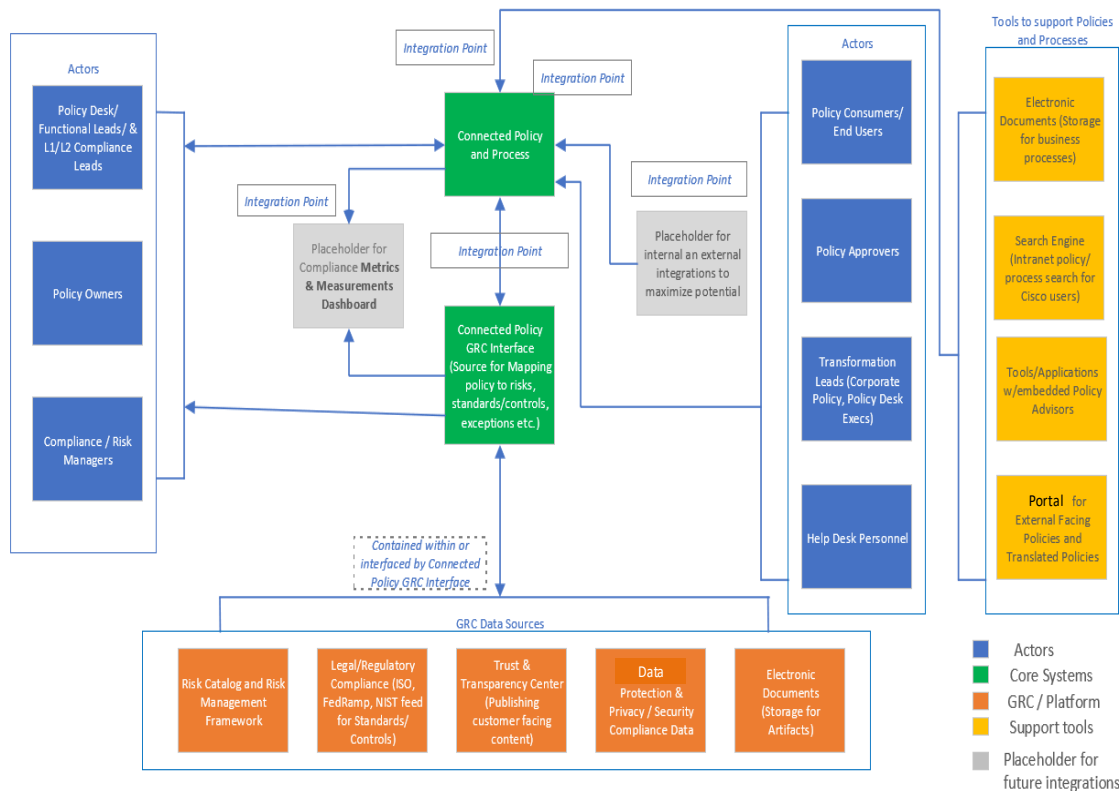 Actors
Policy Desk/
Functional Leads/ &
L1/L2 Compliance
Leads
Policy Owners
Compliance / Risk
Managers
Integration Point
Integration Point
Connected Policy
and Process
Integration Point
Placeholder for
Compliance Metrics
& Measurements
Dashboard
Integration Point
Integration Point
Placeholder for
internal an external
integrations to
maximize potential
Connected Policy
GRC Interface
(Source for Mapping
policy to risks,
standards/controls,
exceptions etc.)
Contained within or
interfaced by Connected
Policy GRC Interface
Actors
Policy Consumers/
End Users
Policy Approvers
Transformation
Leads (Corporate
Policy, Policy Desk
Execs)
Help Desk Personnel
Tools to support Policies
and Processes
Electronic
Documents (Storage
for business
processes)
Search Engine
(Intranet policy/
process search for
Cisco users)
Tools/Applications
w/embedded Policy
Advisors
Portal for
External Facing
Policies and
Translated Policies
GRC Data Sources
Risk Catalog and Risk
Management
Framework
Legal/Regulatory
Compliance (ISO,
FedRamp, NIST feed
for Standards/
Controls)
Trust &
Transparency Center
(Publishing
customer facing
content)
Data
Protection &
Privacy / Security
Compliance Data
Electronic
Documents
(Storage for
Artifacts)
Actors
Core Systems
GRC / Platform
Support tools
Placeholder for
future integrations